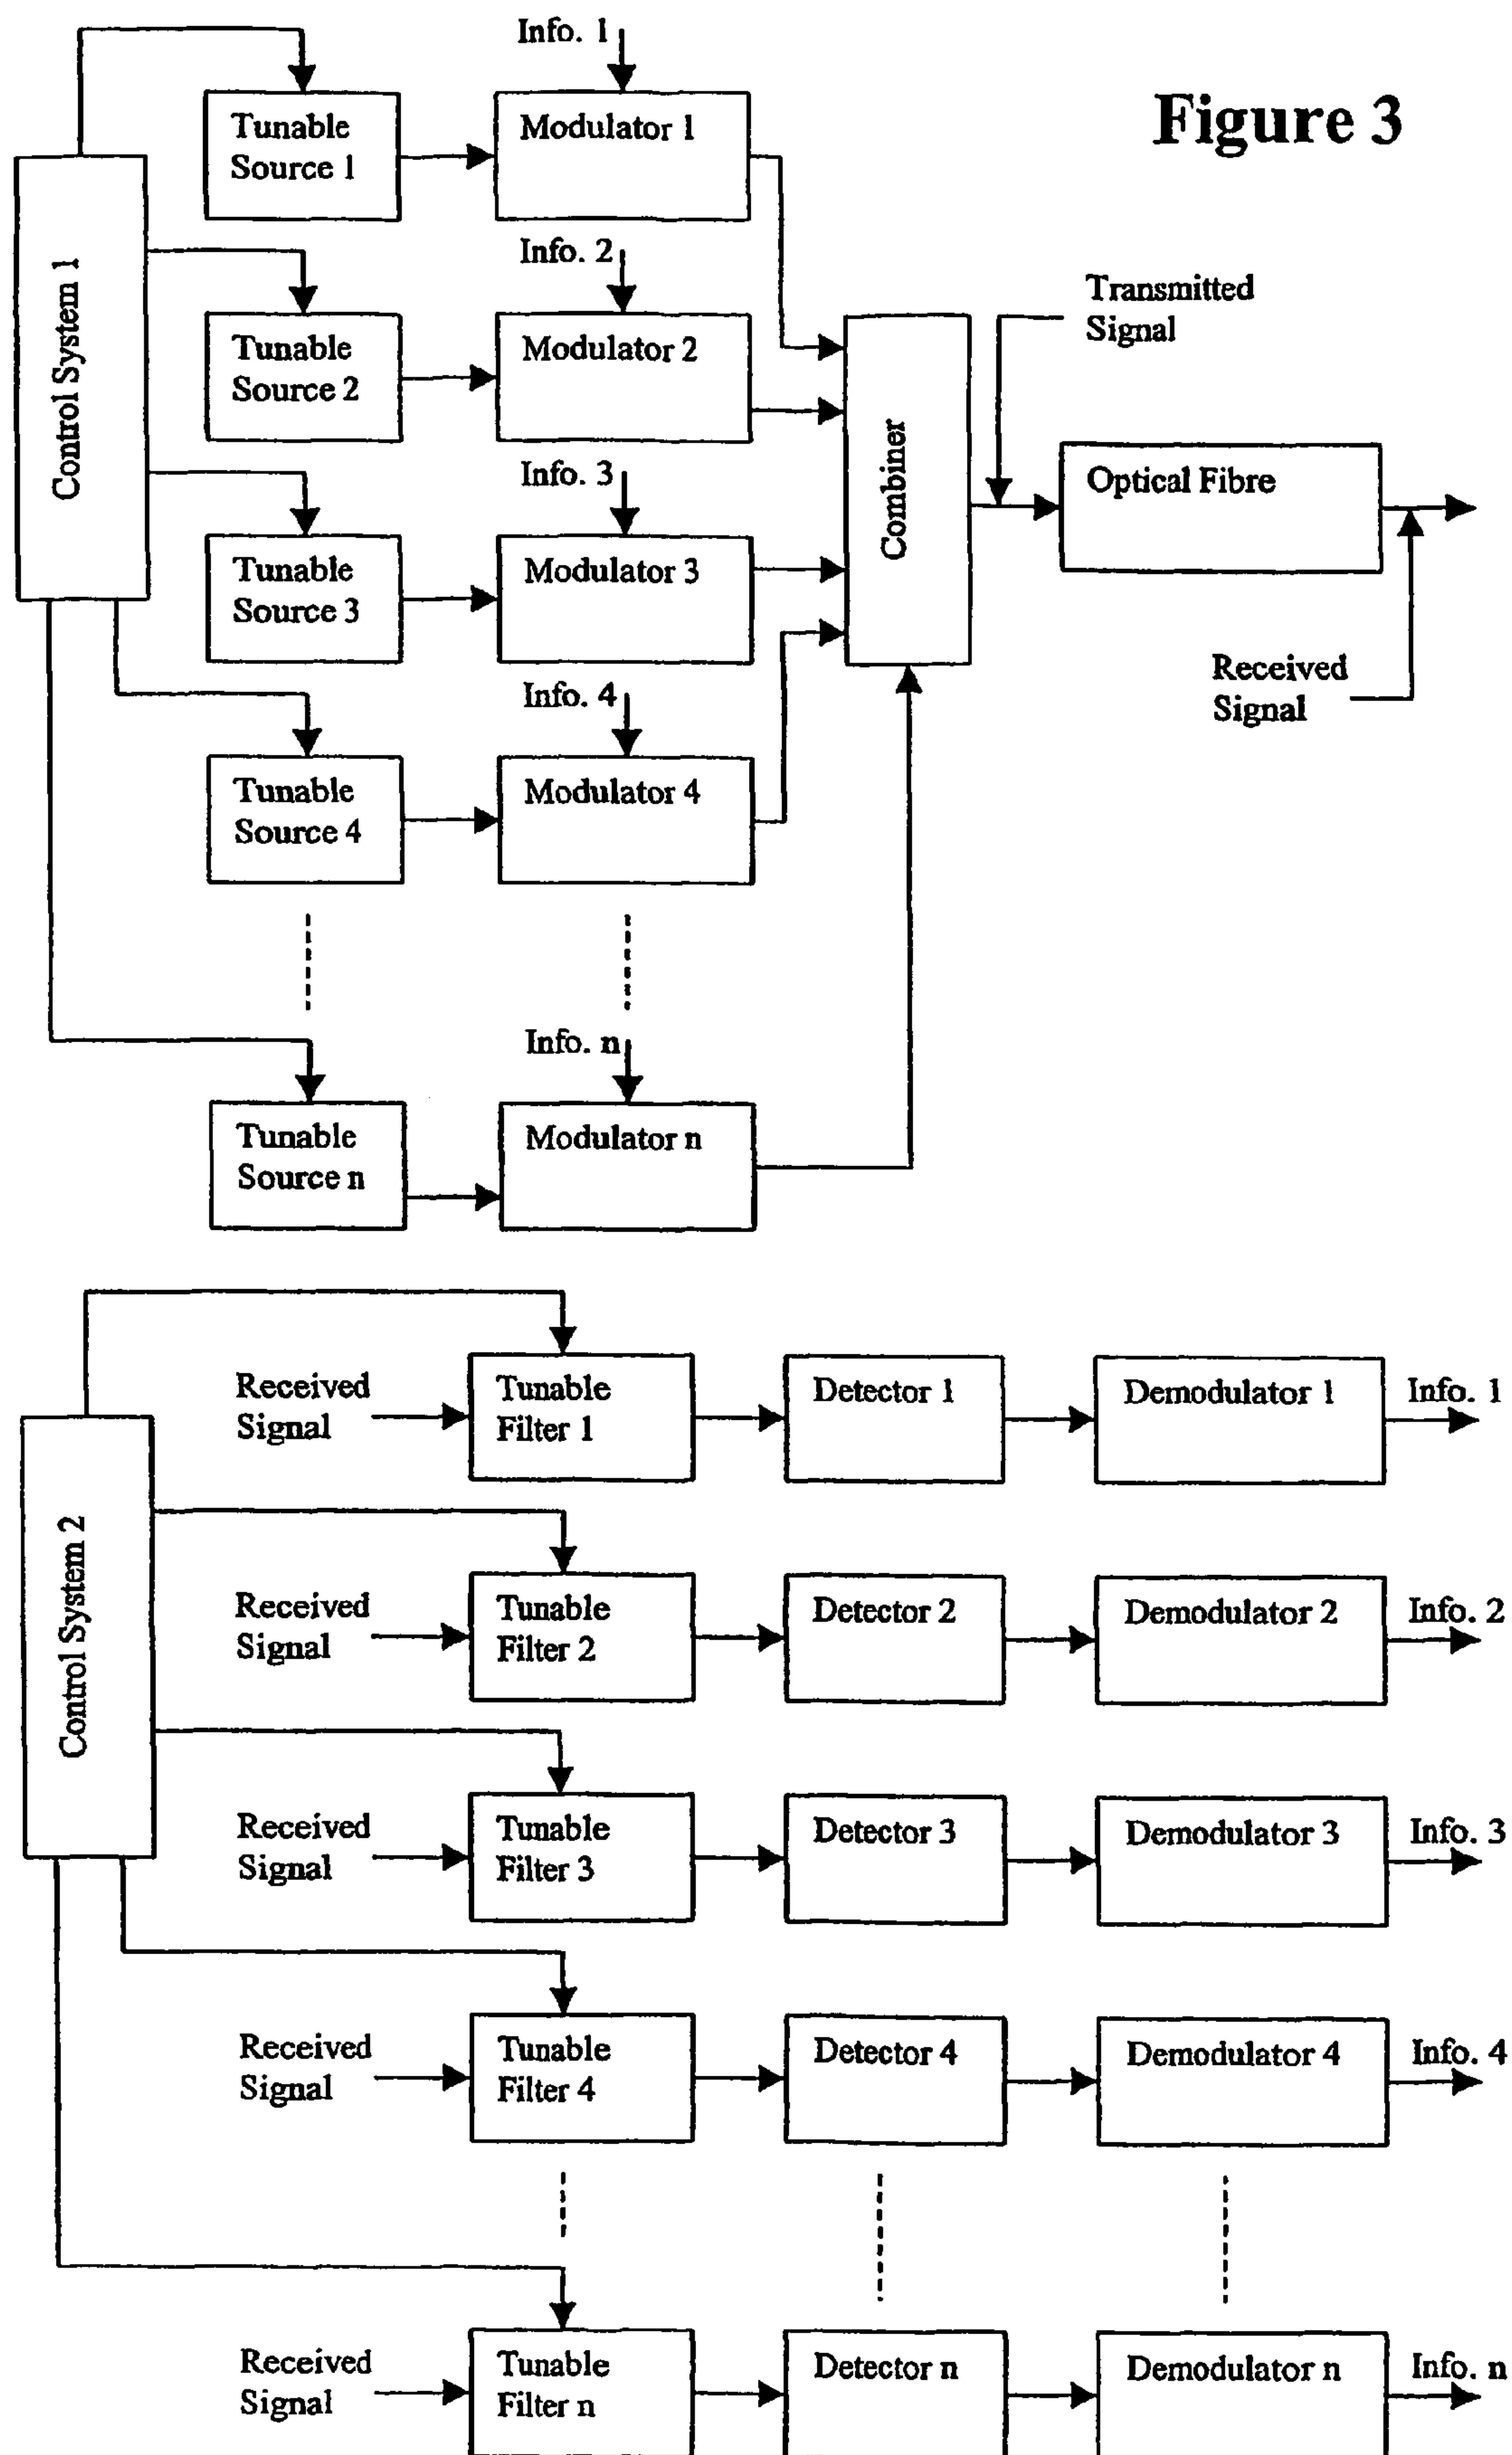 Figure 3
Control System 1
Info. 1
Tunable
Source 1
Modulator 1
Info. 2
Tunable
Source 2
Modulator 2
Info. 3
Tunable
Source 3
Modulator 3
Info. 4
Tunable
Source 4
Modulator 4
Info. n
Tunable
Source n
Modulator n
Combiner
Transmitted
Signal
Optical Fibre
Received
Signal
Control System 2
Received
Signal
Tunable
Filter 1
Detector 1
Demodulator 1
Info. 1
Received
Signal
Tunable
Filter 2
Detector 2
Demodulator 2
Info. 2
Received
Signal
Tunable
Filter 3
Detector 3
Demodulator 3
Info. 3
Received
Signal
Tunable
Filter 4
Detector 4
Demodulator 4
Info. 4
Received
Signal
Tunable
Filter n
Detector n
Demodulator n
Info. n